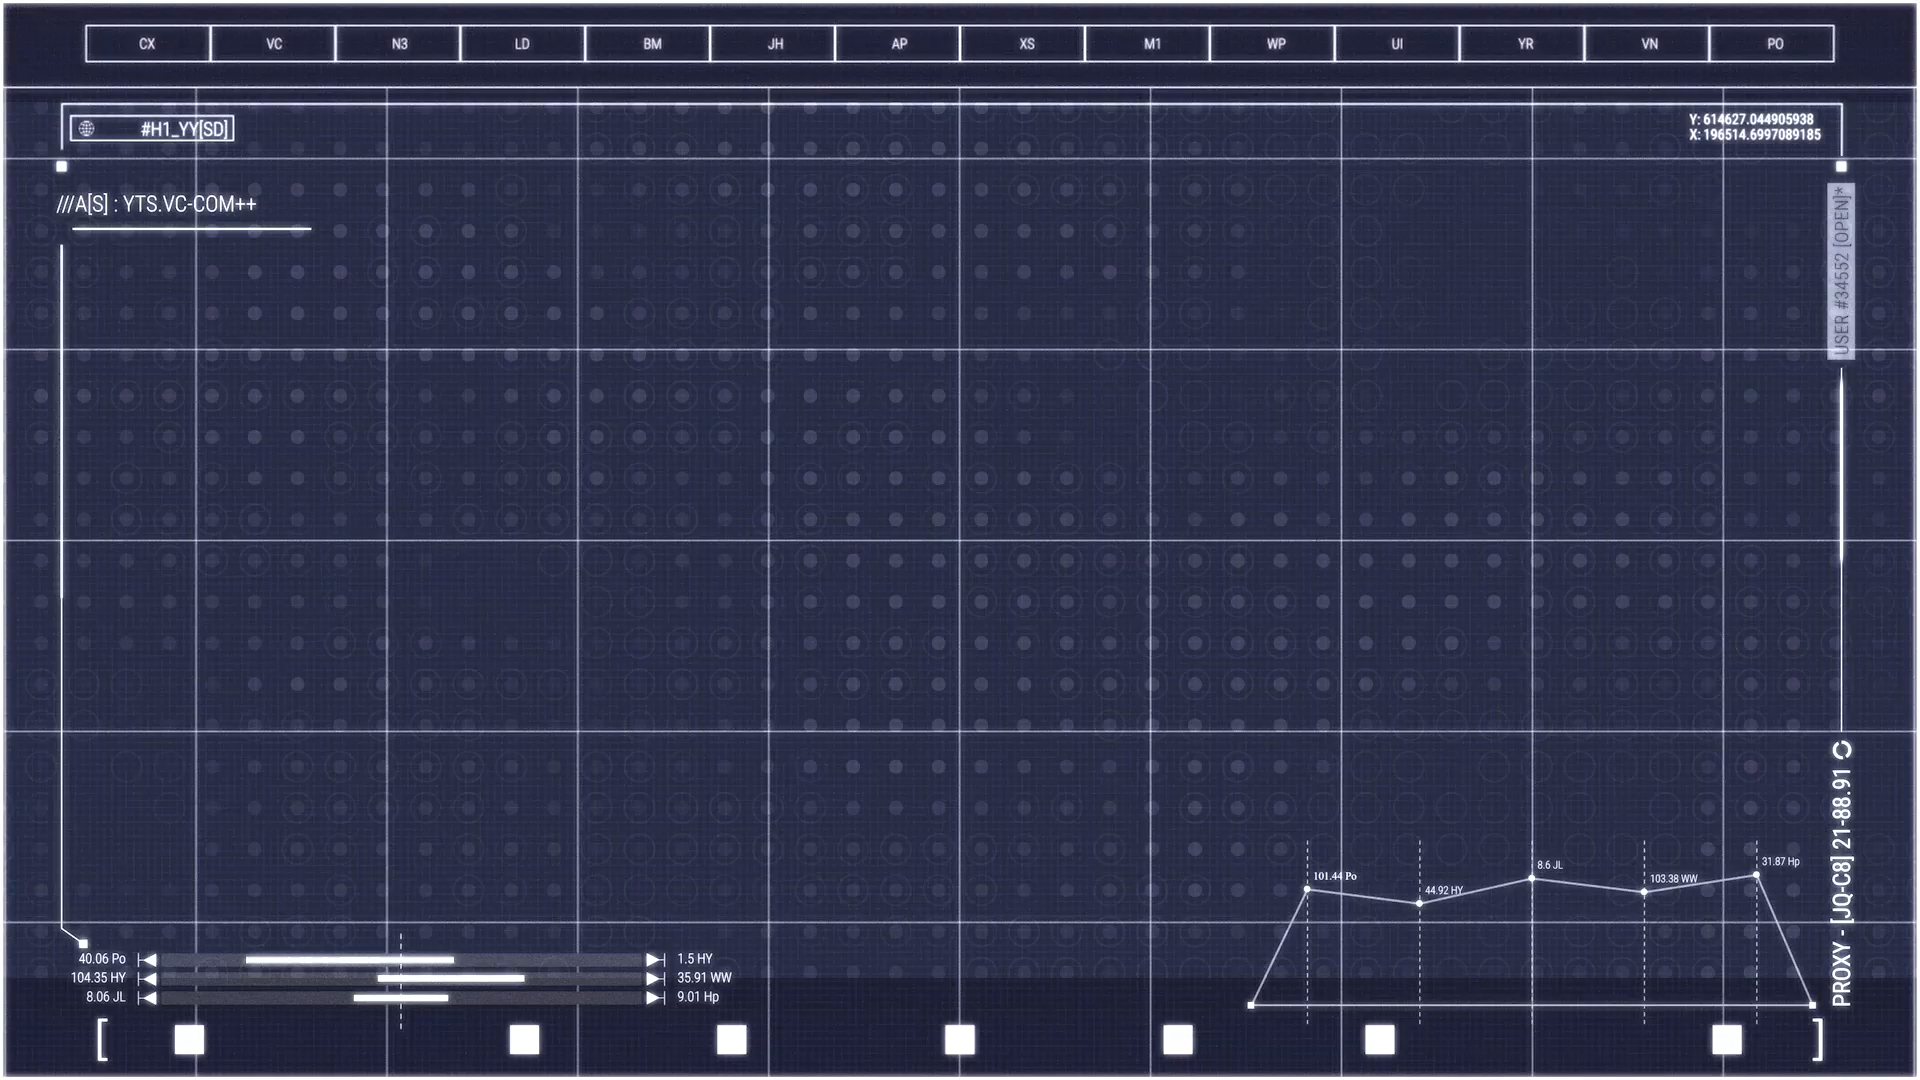 CX VC N3 LD BM JH AP XS M1 WP UI YR VN PO
#H1_YY[SD]
Y: 614627.044905938
X: 196514.6997089185
///A[S] : YTS.VC-COM++
USER #34552 [OPEN]*
PROXY - [JQ-C8] 21-88.91
101.44 Po
44.92 HY
8.6 JL
103.38 WW
31.87 Hp
40.06 Po 1.5 HY
104.35 HY 35.91 WW
8.06 JL 9.01 Hp